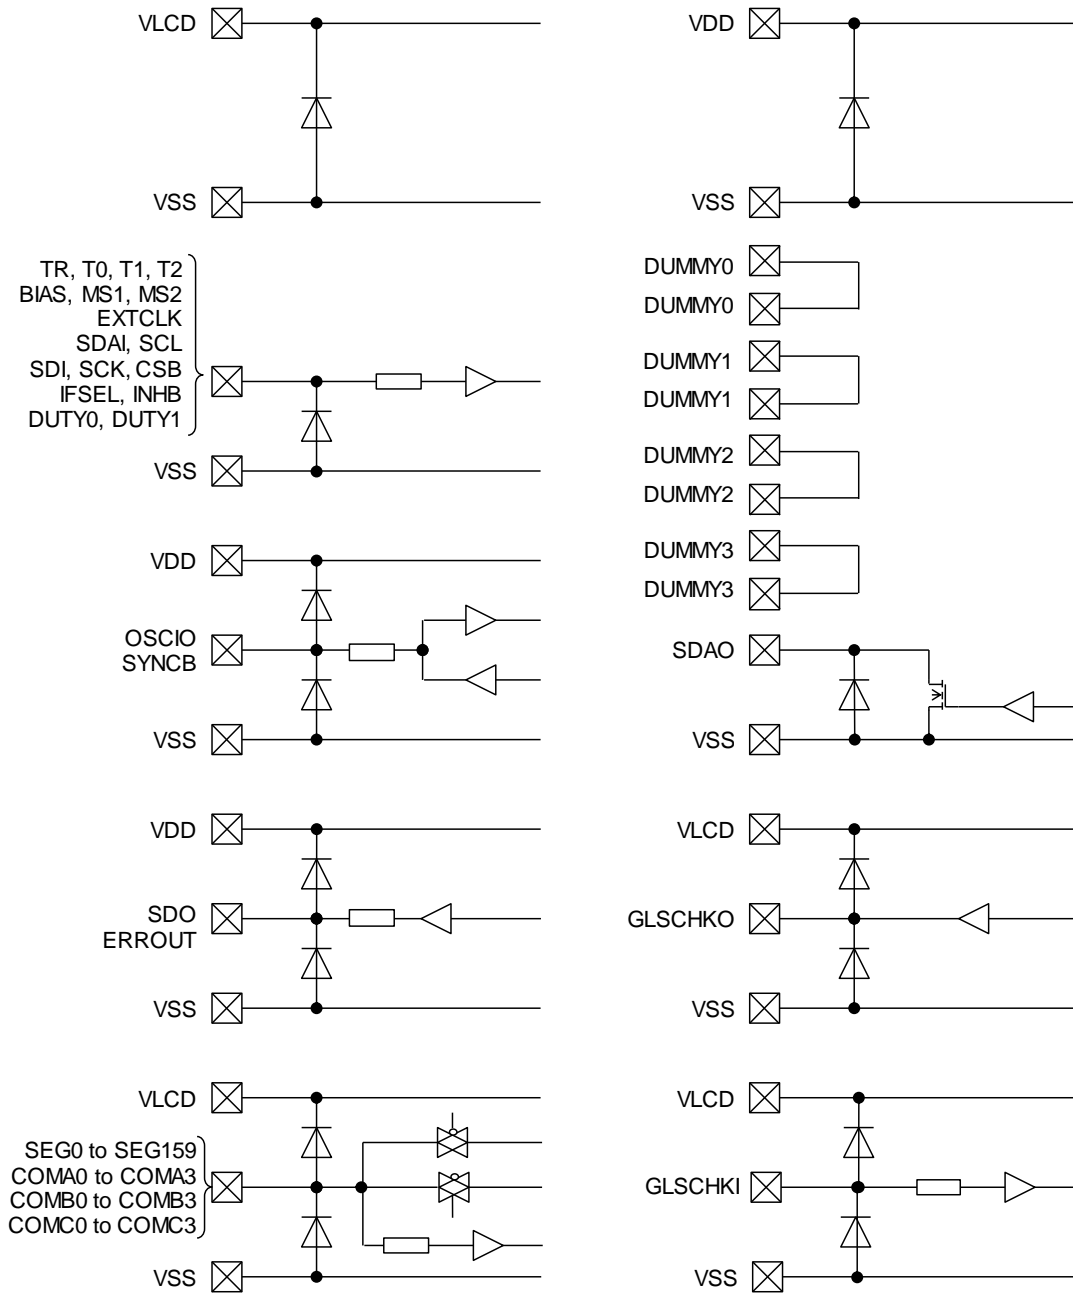 VLCD
VSS
TR, T0, T1, T2
BIAS, MS1, MS2
EXTCLK
SDAI, SCL
SDI, SCK, CSB
IFSEL, INHB
DUTY0, DUTY1
VSS
VDD
OSCIO
SYNCB
VSS
VDD
SDO
ERROUT
VSS
VLCD
SEG0 to SEG159
COMA0 to COMA3
COMB0 to COMB3
COMC0 to COMC3
VSS
VDD
VSS
DUMMY0
DUMMY0
DUMMY1
DUMMY1
DUMMY2
DUMMY2
DUMMY3
DUMMY3
SDAO
VSS
VLCD
GLSCHKO
VSS
VLCD
GLSCHKI
VSS